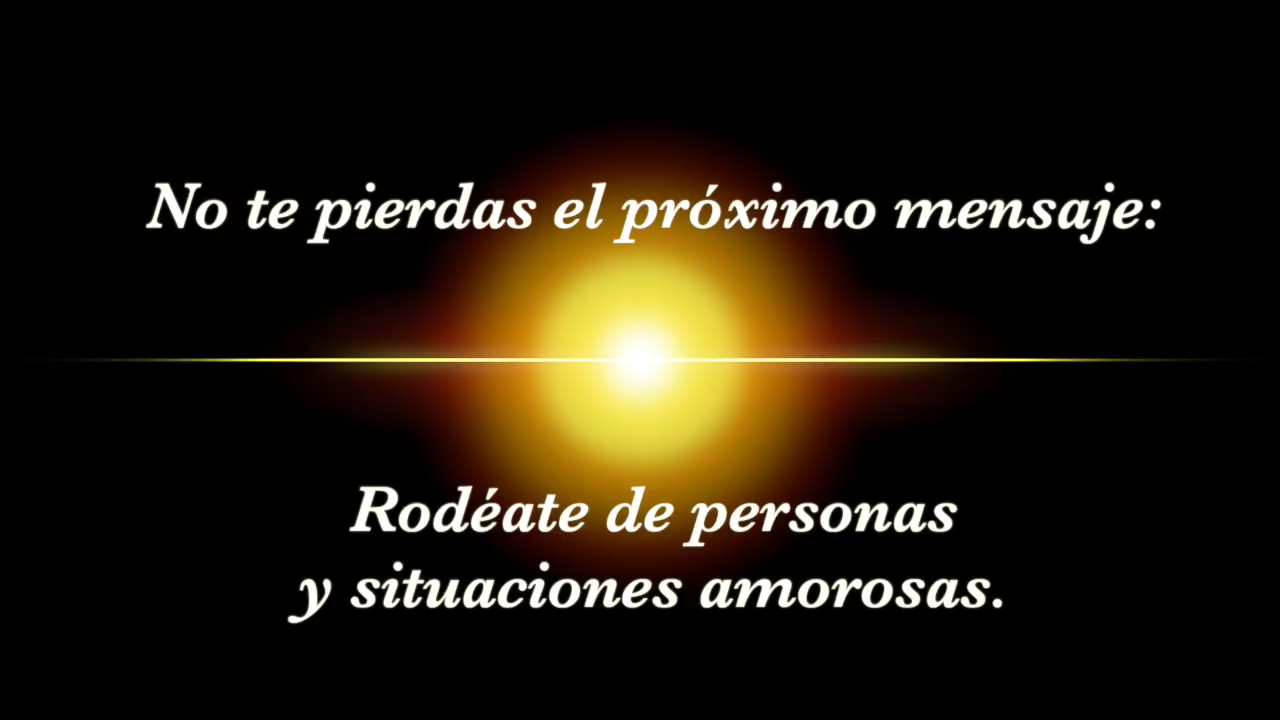 No te pierdas el próximo mensaje:
Rodéate de personas
y situaciones amorosas.